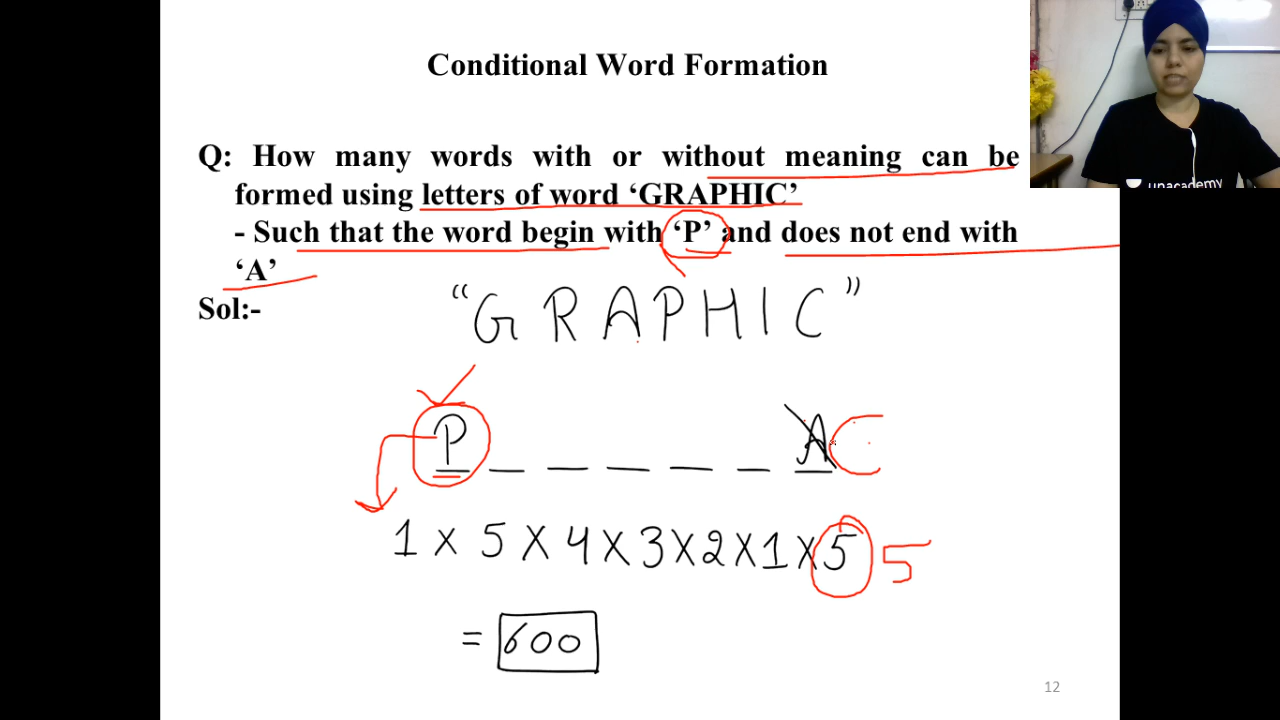 Conditional Word Formation
Q: How many words with or without meaning can be
formed using letters of word ‘GRAPHIC’
- Such that the word begin with ‘P’ and does not end with
‘A’
Sol:-
“GRAPHIC”
P _ _ _ _ _ A C
1 X 5 X 4 X 3 X 2 X 1 X 5 5
= 600
12
unacademy